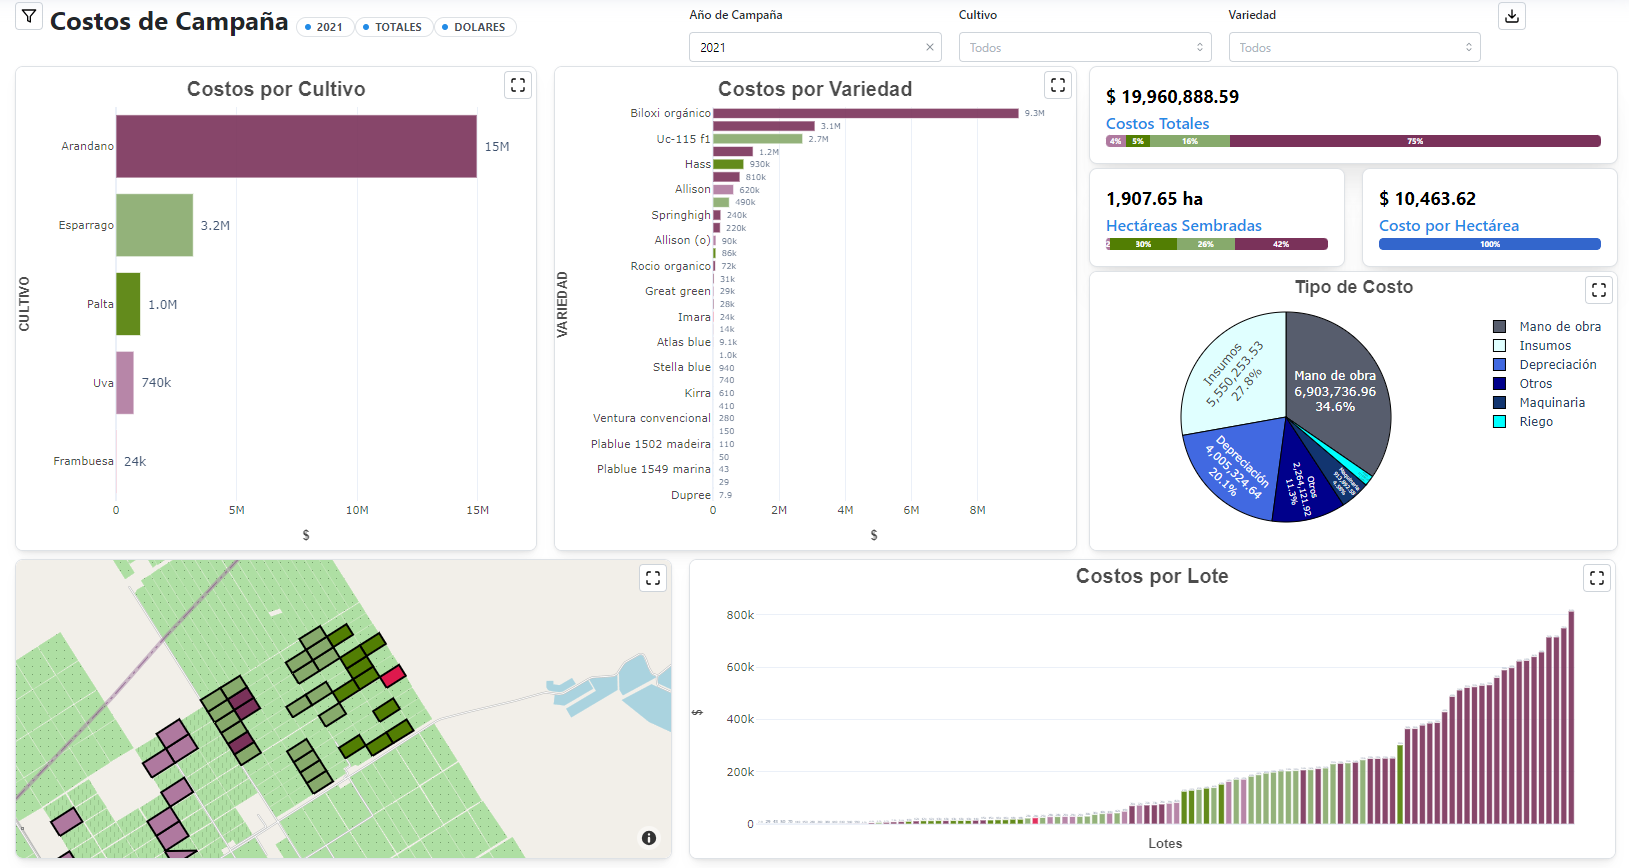 Costos de Campaña
2021
TOTALES
DOLARES
Año de Campaña
2021
Cultivo
Todos
Variedad
Todos
Costos por Cultivo
CULTIVO
Arandano
15M
Esparrago
3.2M
Palta
1.0M
Uva
740k
Frambuesa
24k
0
5M
10M
15M
$
Costos por Variedad
VARIEDAD
Biloxi orgánico
9.3M
3.1M
Uc-115 f1
2.7M
1.2M
Hass
930k
810k
Allison
620k
490k
Springhigh
240k
220k
Allison (o)
90k
86k
Rocio organico
72k
31k
Great green
29k
28k
Imara
24k
14k
Atlas blue
9.1k
1.0k
Stella blue
940
740
Kirra
610
410
Ventura convencional
280
150
Plablue 1502 madeira
110
50
Plablue 1549 marina
43
29
Dupree
7.9
0
2M
4M
6M
8M
$
$ 19,960,888.59
Costos Totales
4%
5%
16%
75%
1,907.65 ha
Hectáreas Sembradas
2
30%
26%
42%
$ 10,463.62
Costo por Hectárea
100%
Tipo de Costo
Insumos
5,550,253.53
27.8%
Mano de obra
6,903,736.96
34.6%
Depreciación
4,005,324.64
20.1%
Otros
2,264,121.92
11.3%
Maquinaria
Mano de obra
Insumos
Depreciación
Otros
Maquinaria
Riego
Costos por Lote
$
800k
600k
400k
200k
0
Lotes